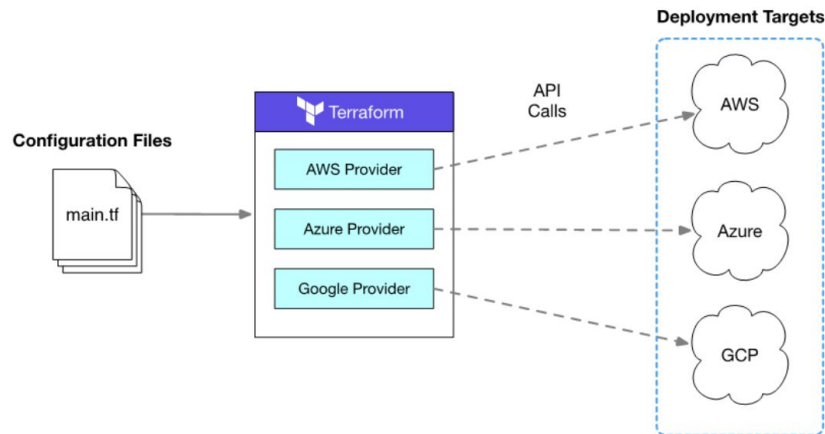 Deployment Targets
API
Calls
AWS
Terraform
Configuration Files
AWS Provider
main.tf
Azure Provider
Azure
Google Provider
GCP